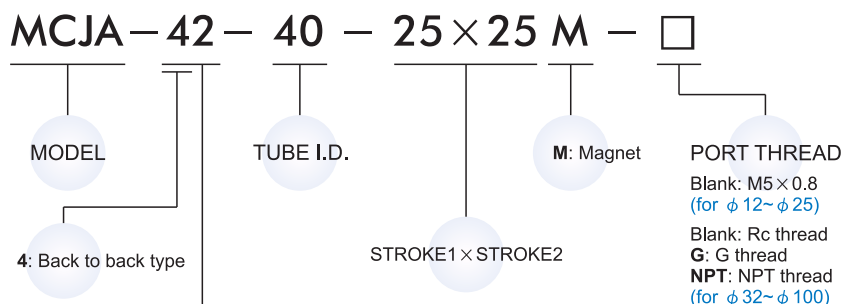 MCJA－42－40－25×25 M－□
MODEL
TUBE I.D.
M: Magnet
PORT THREAD
Blank: M5×0.8
(for ϕ12~ϕ25)
Blank: Rc thread
G: G thread
NPT: NPT thread
(for ϕ32~ϕ100)
4: Back to back type
STROKE1×STROKE2